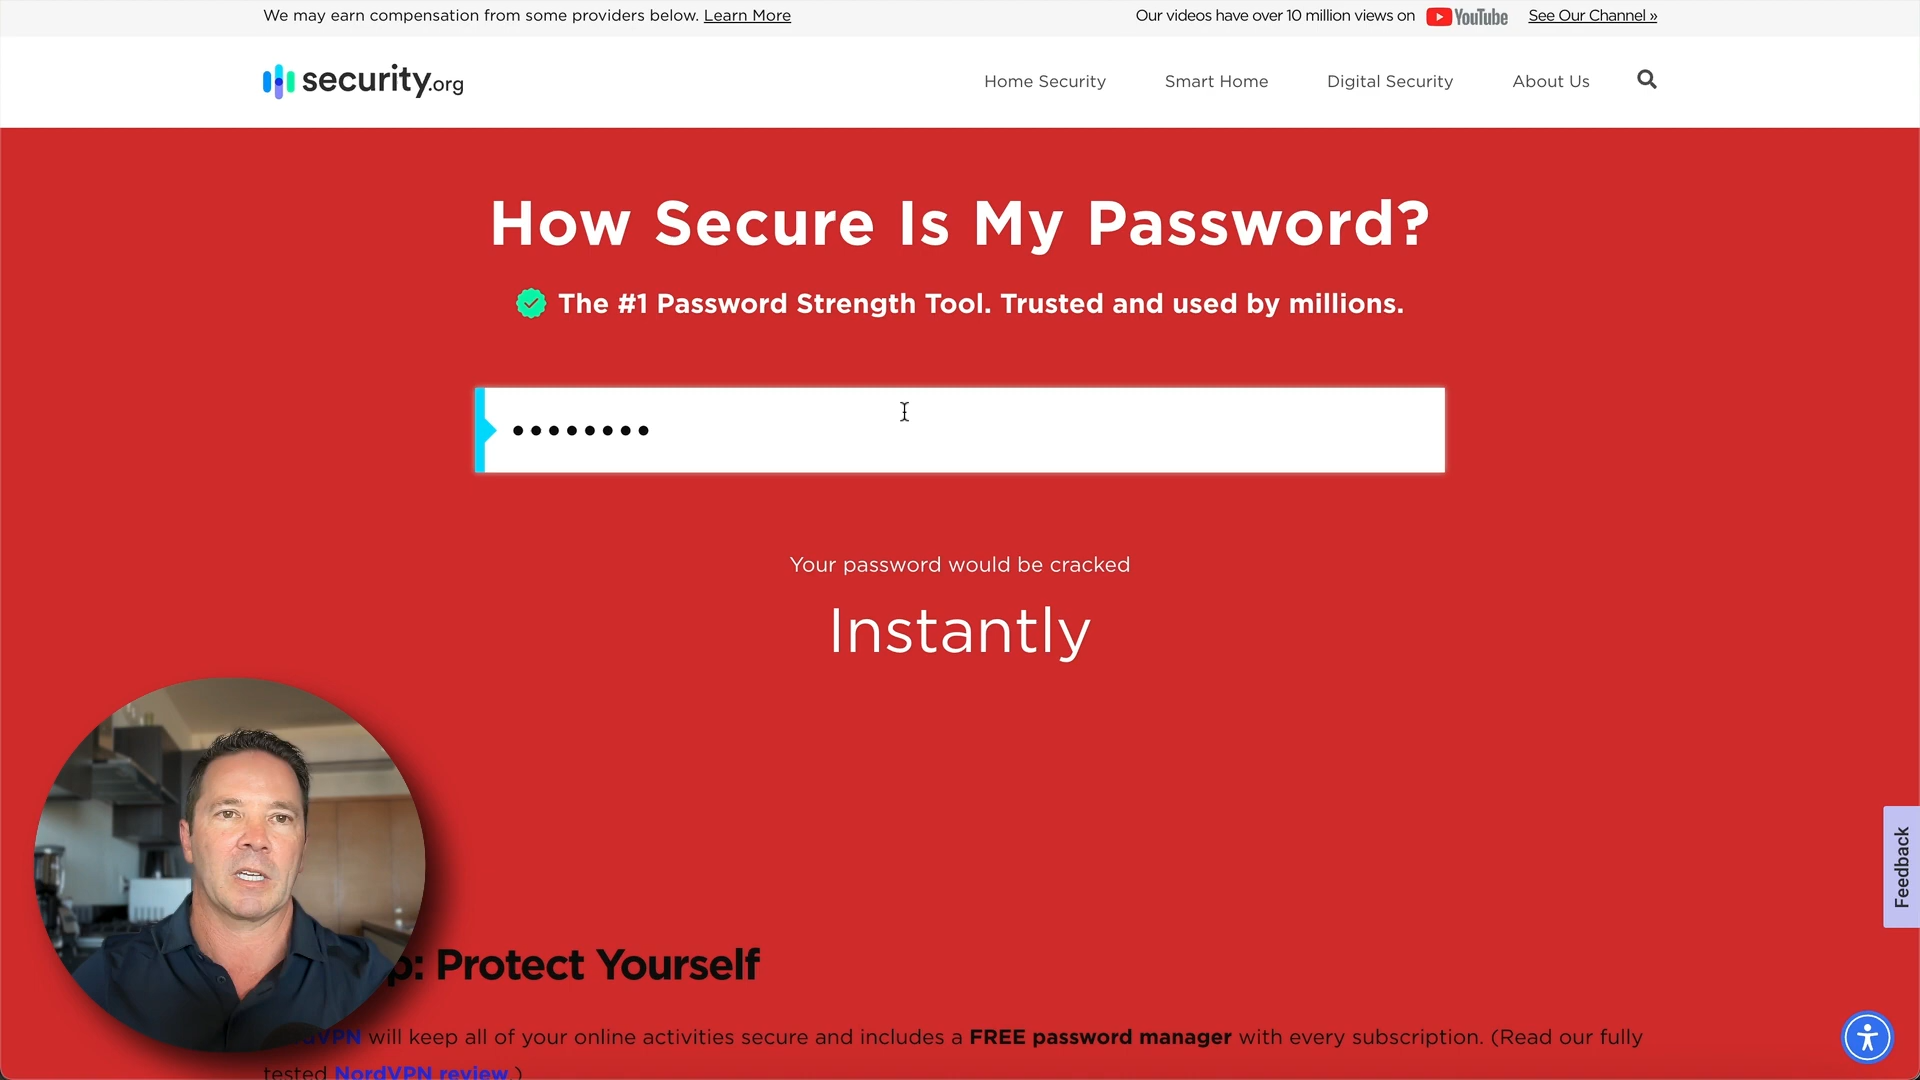 We may earn compensation from some providers below. Learn More
Our videos have over 10 million views on YouTube See Our Channel »
security.org
Home Security Smart Home Digital Security About Us
How Secure Is My Password?
The #1 Password Strength Tool. Trusted and used by millions.
••••••••
Your password would be cracked
Instantly
Feedback
p: Protect Yourself
VPN will keep all of your online activities secure and includes a FREE password manager with every subscription. (Read our fully
tested NordVPN review.)